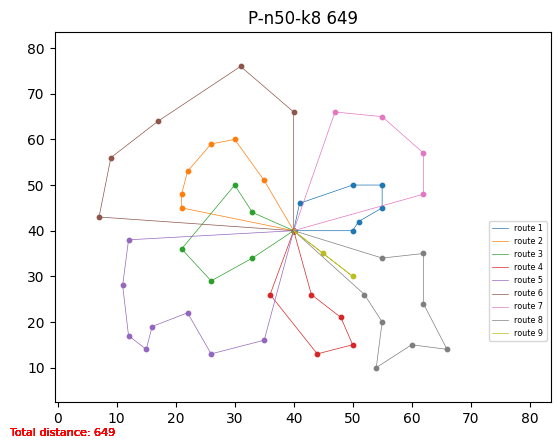 P-n50-k8 649
80
70
60
50
40
30
20
10
0 10 20 30 40 50 60 70 80
route 1
route 2
route 3
route 4
route 5
route 6
route 7
route 8
route 9
Total distance: 649